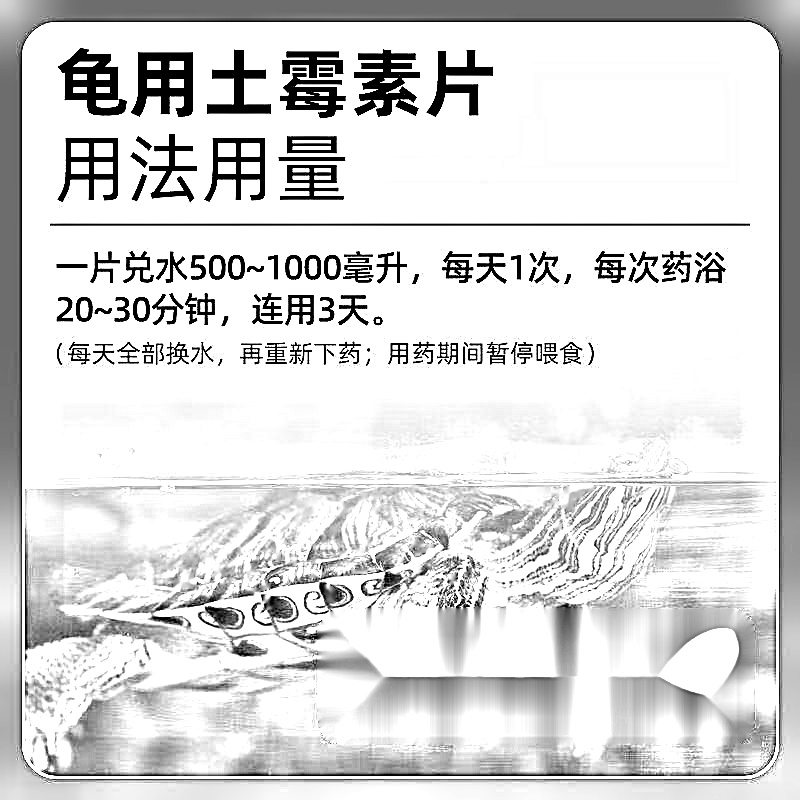 龟用土霉素片
用法用量
一片兑水500~1000毫升，每天1次，每次药浴
20~30分钟，连用3天。
（每天全部换水，再重新下药；用药期间暂停喂食）